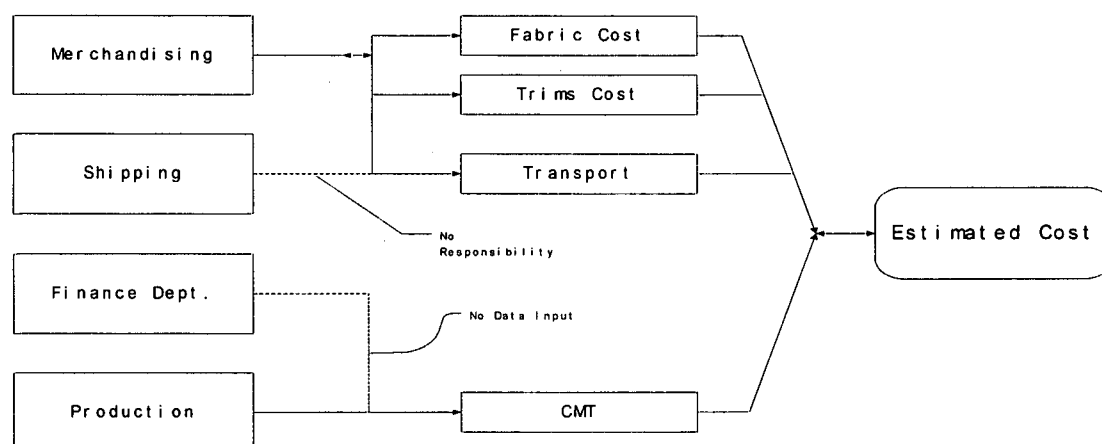 Merchandising
Fabric Cost
Trims Cost
Shipping
Transport
No
Responsibility
Estimated Cost
Finance Dept.
No Data Input
Production
CMT